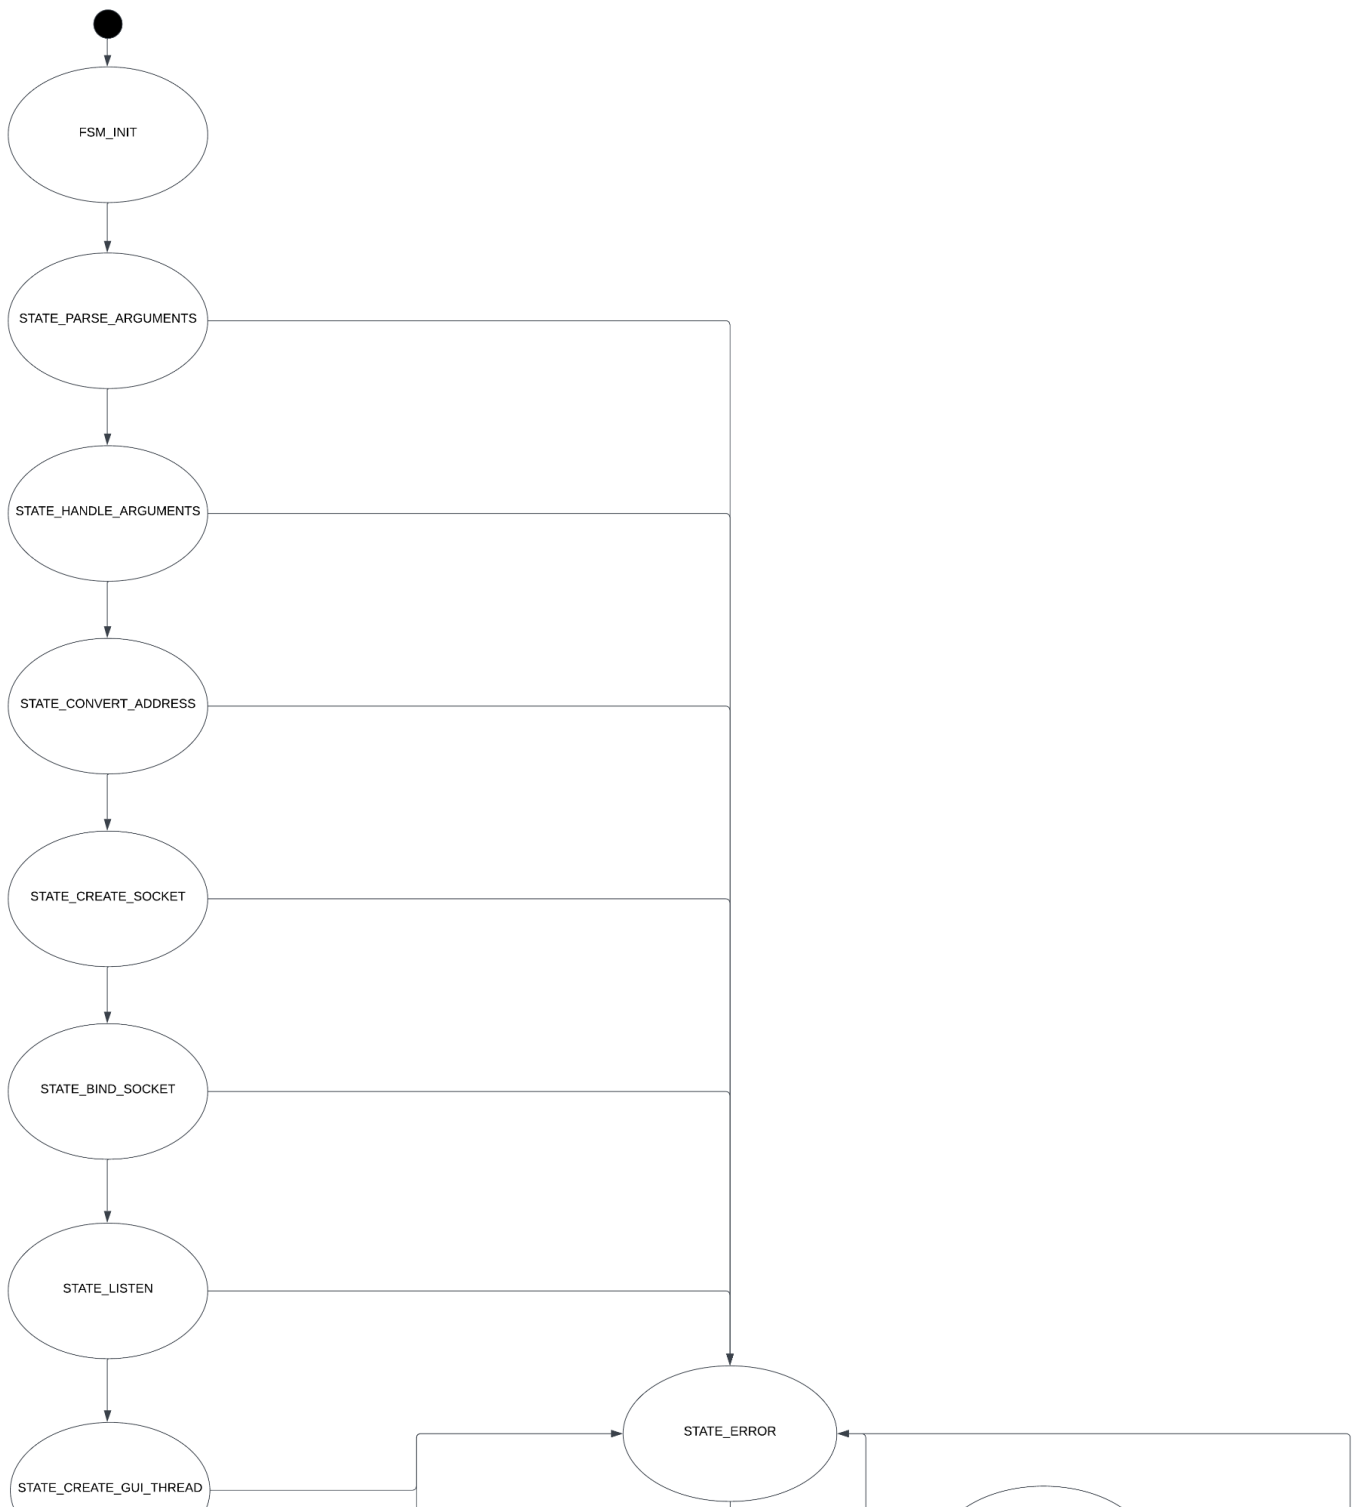 FSM_INIT
STATE_PARSE_ARGUMENTS
STATE_HANDLE_ARGUMENTS
STATE_CONVERT_ADDRESS
STATE_CREATE_SOCKET
STATE_BIND_SOCKET
STATE_LISTEN
STATE_ERROR
STATE_CREATE_GUI_THREAD